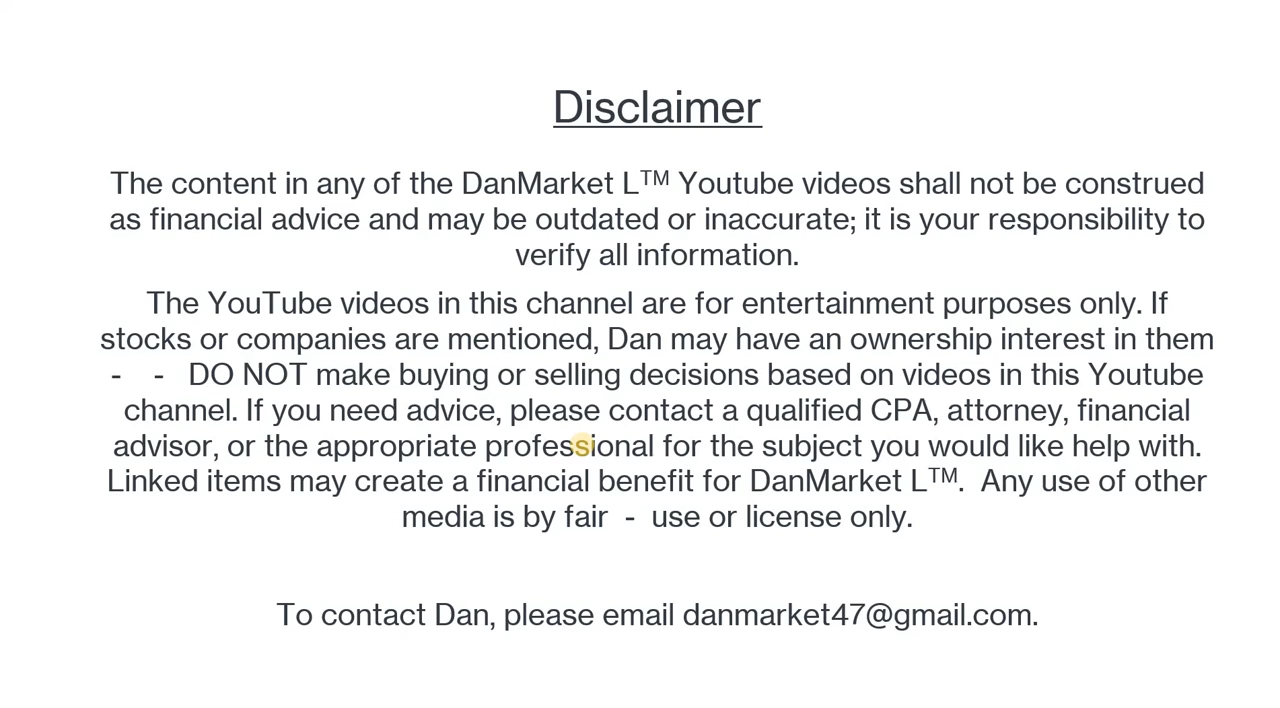 Disclaimer
The content in any of the DanMarket L™ Youtube videos shall not be construed
as financial advice and may be outdated or inaccurate; it is your responsibility to
verify all information.
The YouTube videos in this channel are for entertainment purposes only. If
stocks or companies are mentioned, Dan may have an ownership interest in them
- - DO NOT make buying or selling decisions based on videos in this Youtube
channel. If you need advice, please contact a qualified CPA, attorney, financial
advisor, or the appropriate professional for the subject you would like help with.
Linked items may create a financial benefit for DanMarket L™. Any use of other
media is by fair - use or license only.
To contact Dan, please email danmarket47@gmail.com.